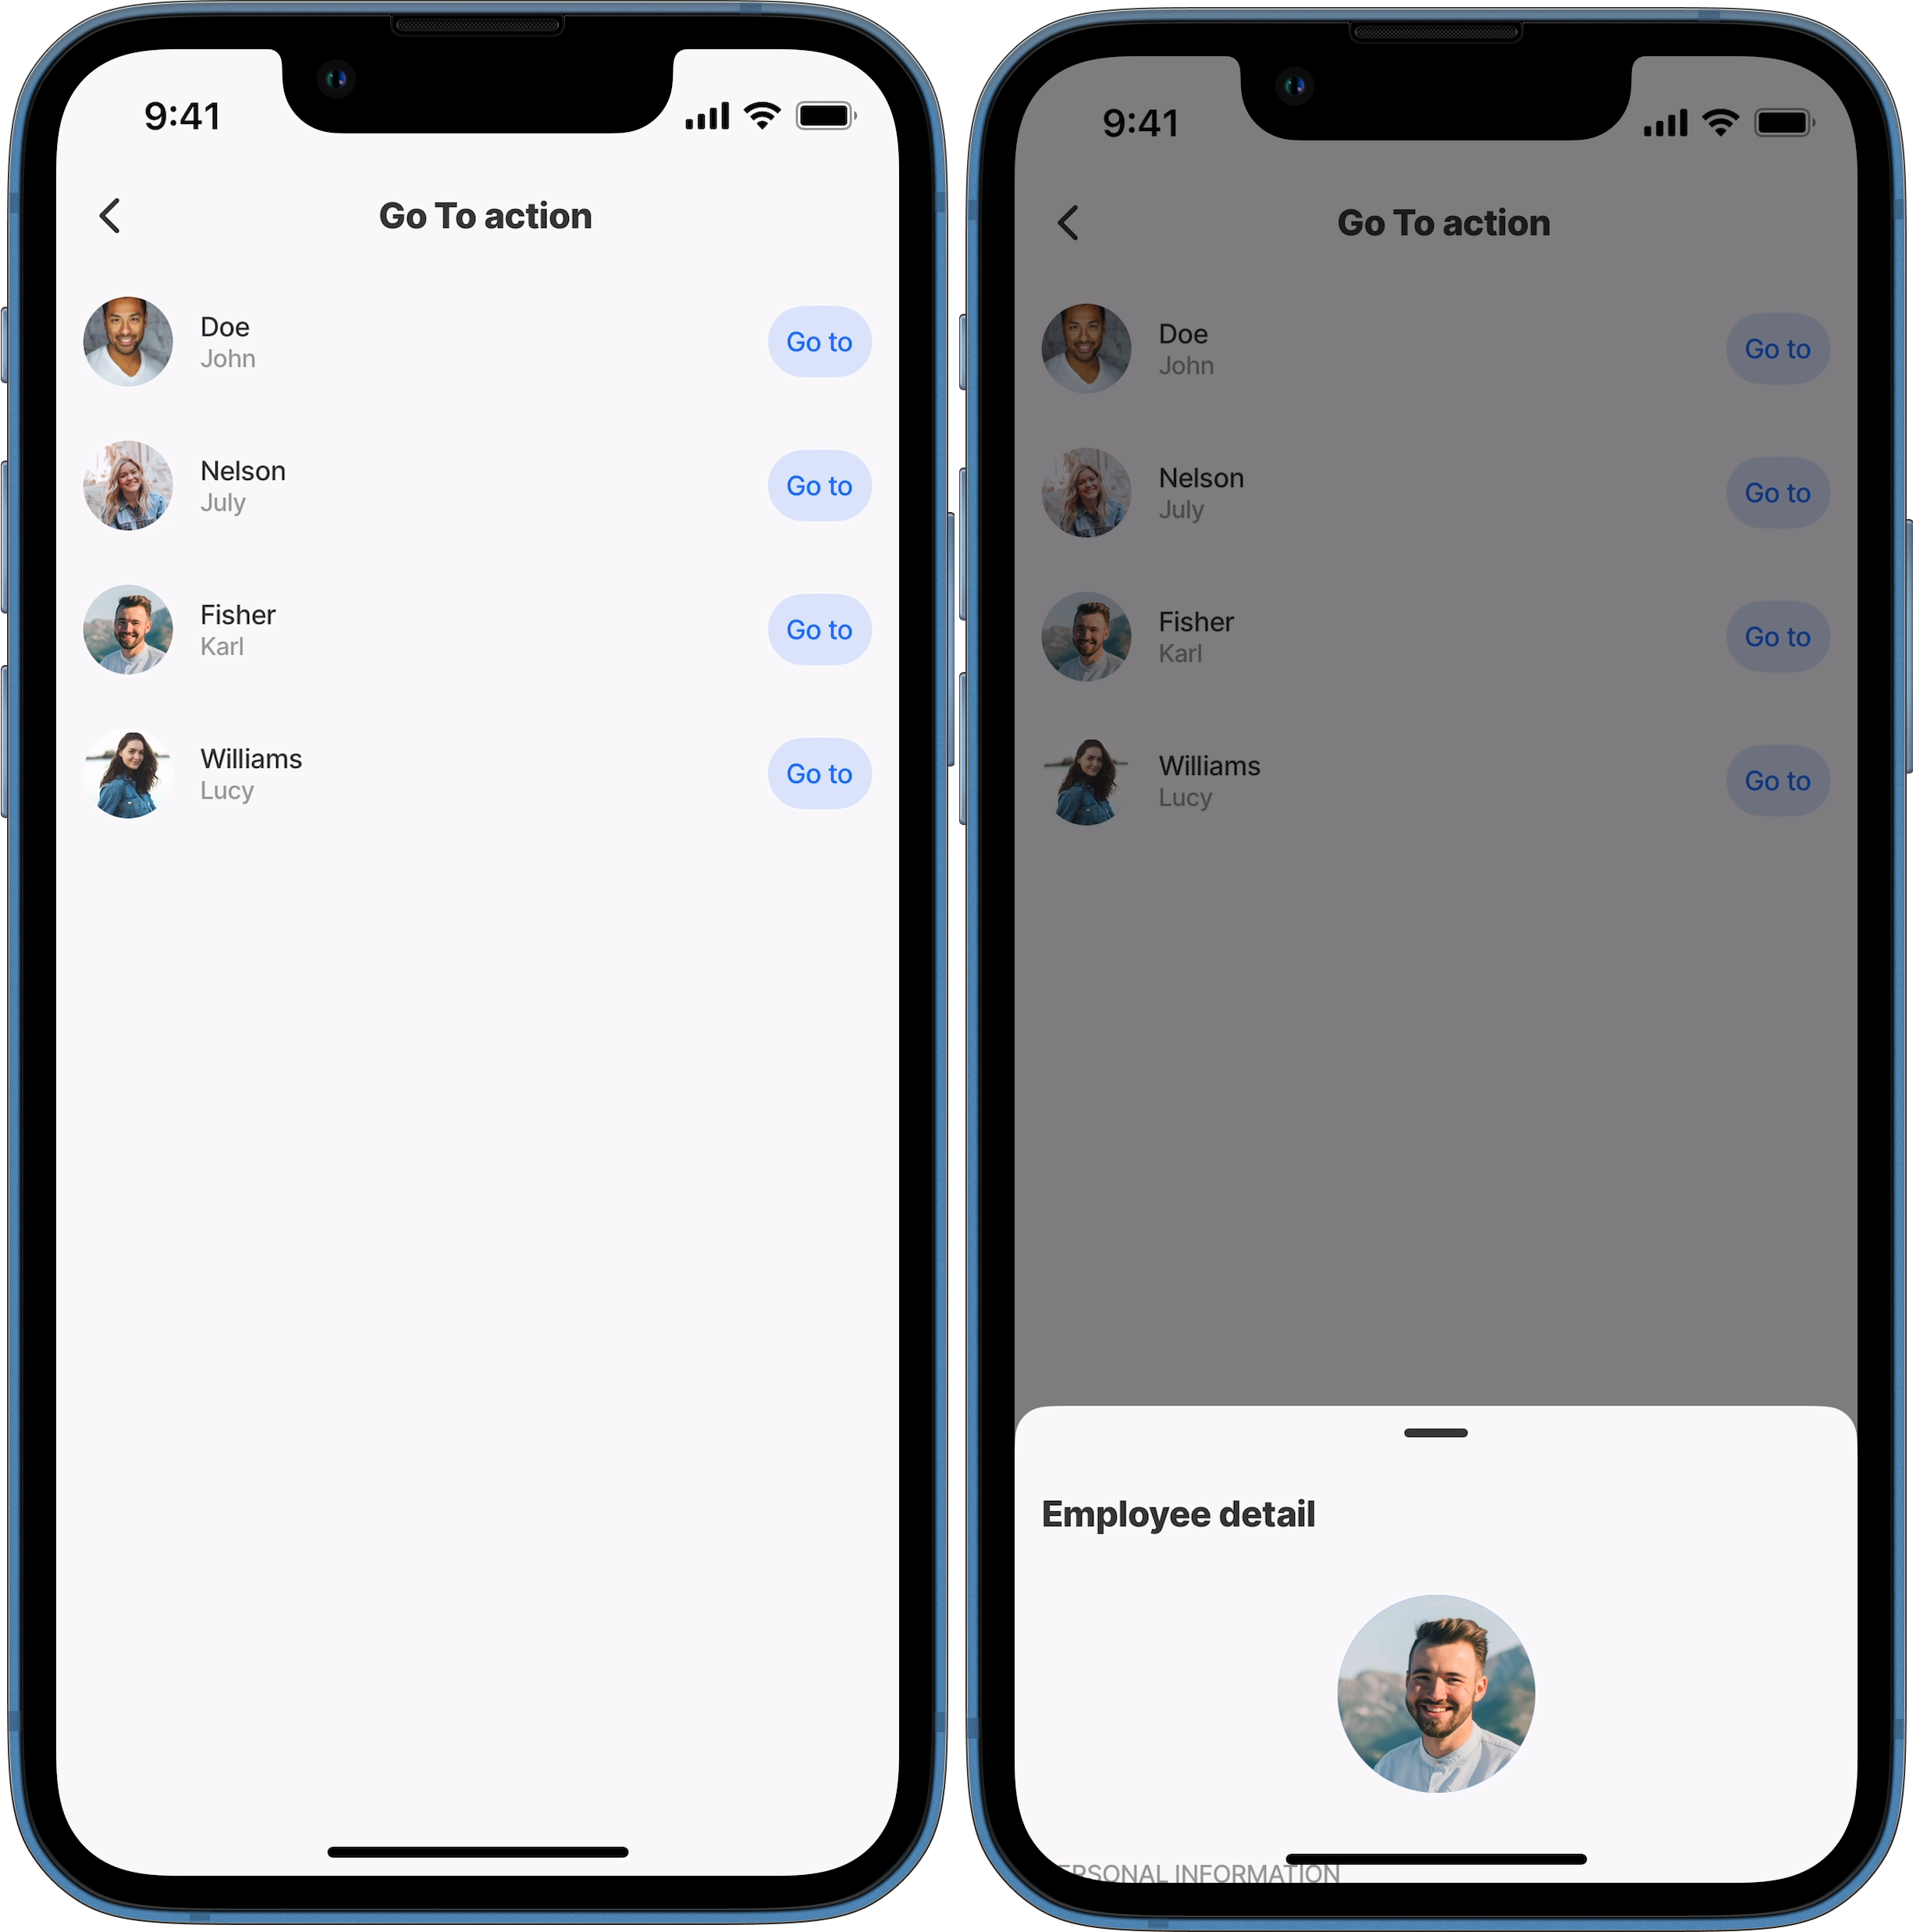 9:41
Go To action
Doe
John
Go to
Nelson
July
Go to
Fisher
Karl
Go to
Williams
Lucy
Go to
9:41
Go To action
Doe
John
Go to
Nelson
July
Go to
Fisher
Karl
Go to
Williams
Lucy
Go to
Employee detail
PERSONAL INFORMATION